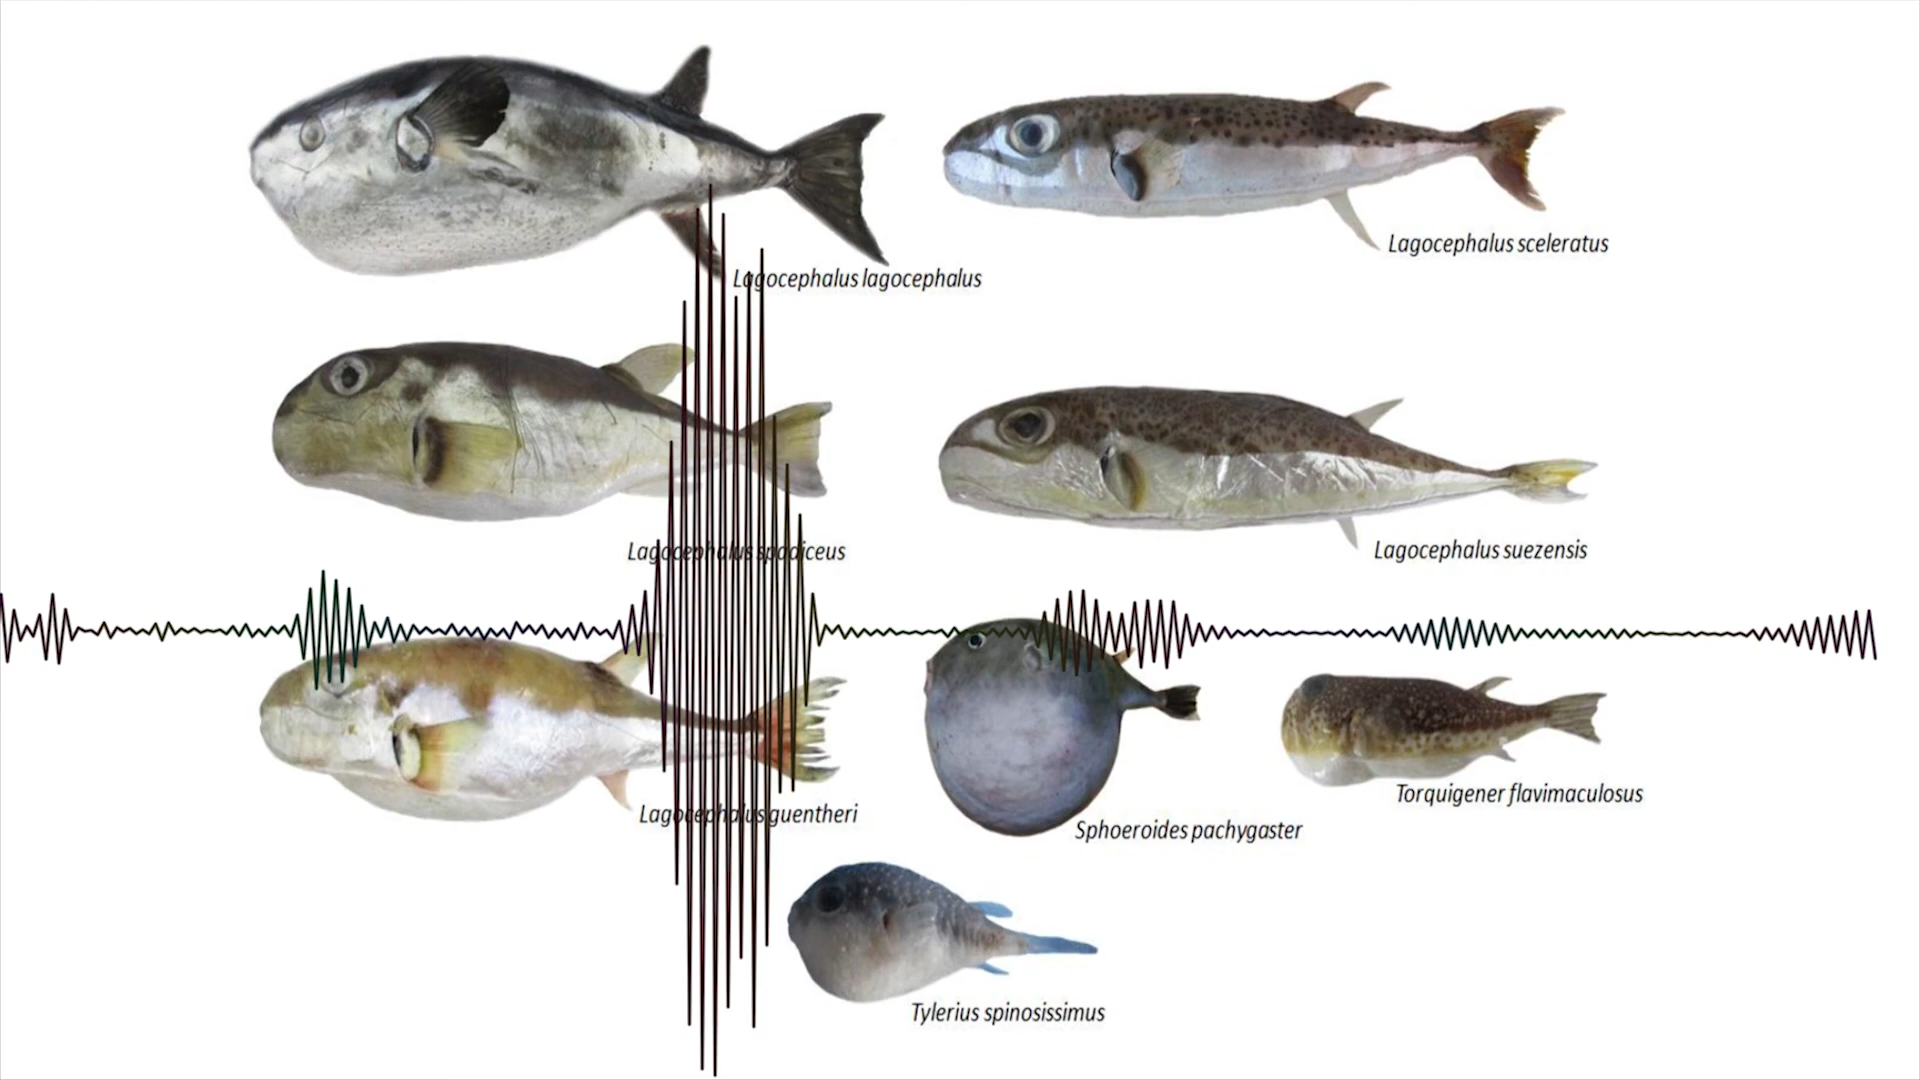 Lagocephalus lagocephalus
Lagocephalus sceleratus
Lagocephalus spadiceus
Lagocephalus suezensis
Lagocephalus guentheri
Sphoeroides pachygaster
Torquigener flavimaculosus
Tylerius spinosissimus